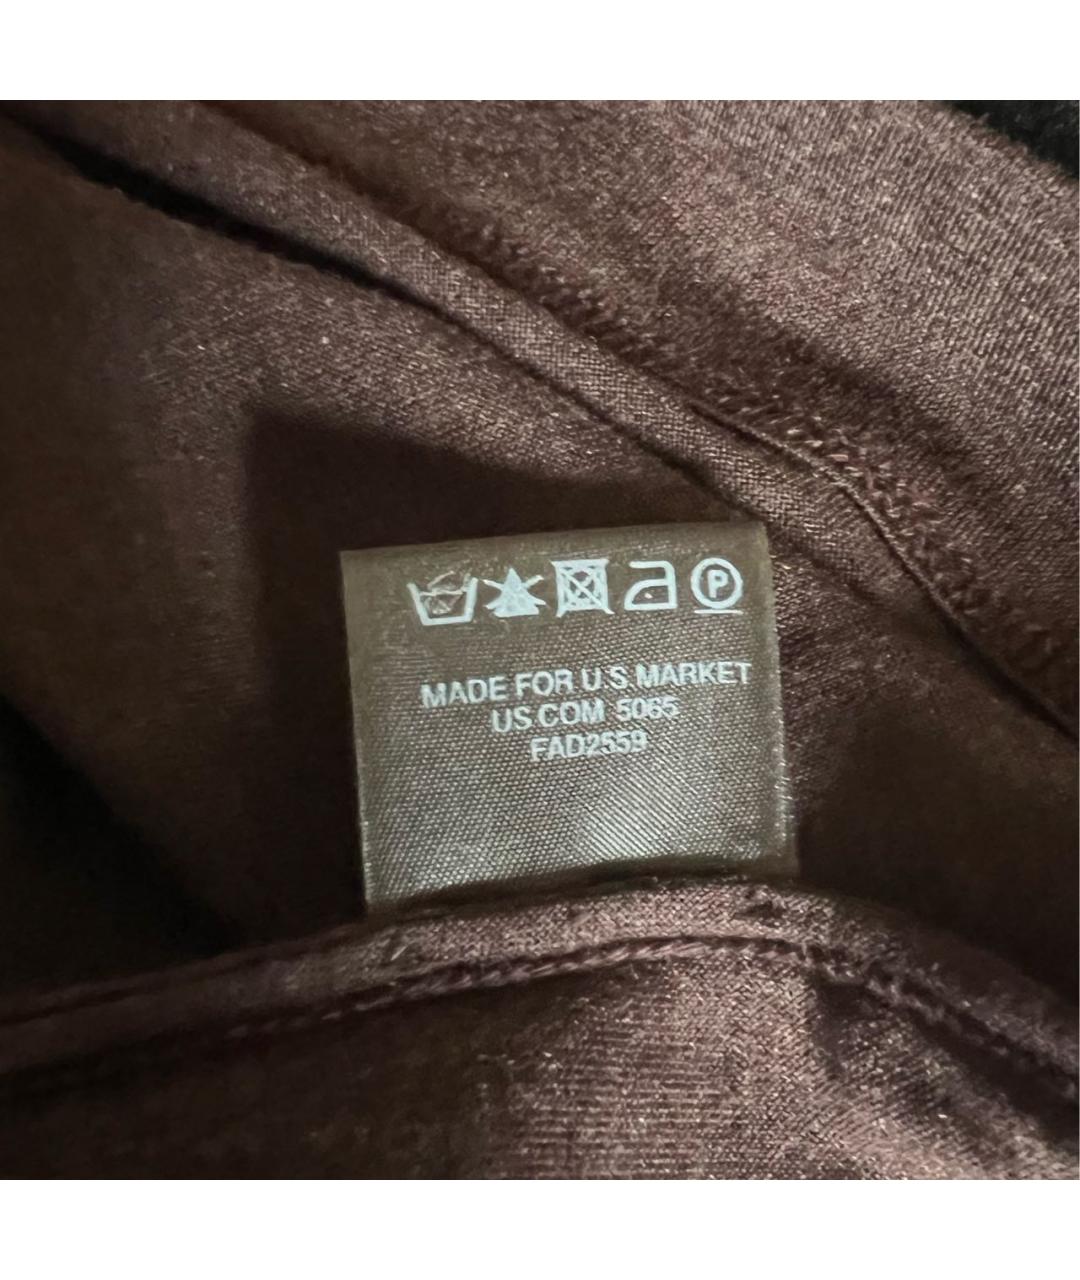 P
MADE FOR U.S. MARKET
US.COM 5065
FAD2559